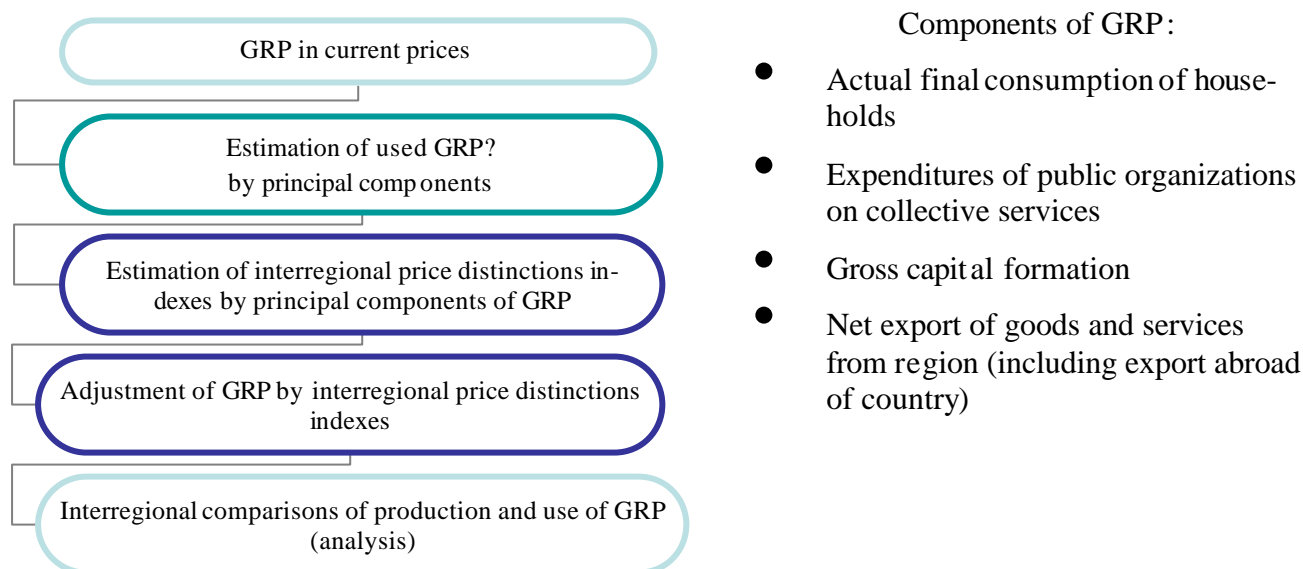 GRP in current prices
Estimation of used GRP?
by principal components
Estimation of interregional price distinctions in-
dexes by principal components of GRP
Adjustment of GRP by interregional price distinctions
indexes
Interregional comparisons of production and use of GRP
(analysis)
Components of GRP:
● Actual final consumption of house-
holds
● Expenditures of public organizations
on collective services
● Gross capital formation
● Net export of goods and services
from region (including export abroad
of country)